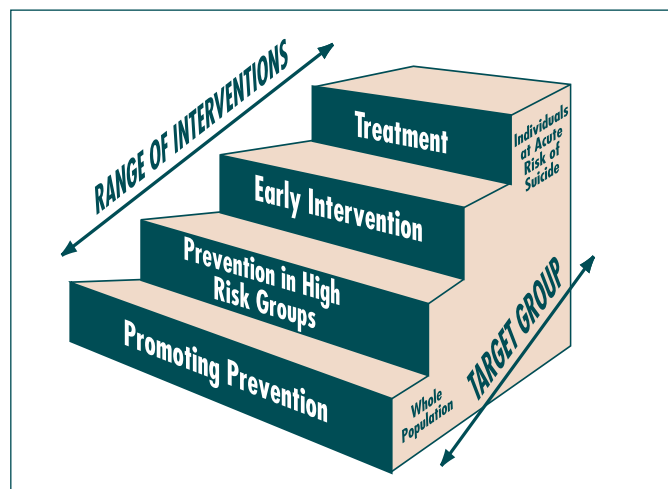 RANGE OF INTERVENTIONS
Treatment
Individuals
at Acute
Risk of
Suicide
Early Intervention
Prevention in High
Risk Groups
Promoting Prevention
Whole
Population
TARGET GROUP